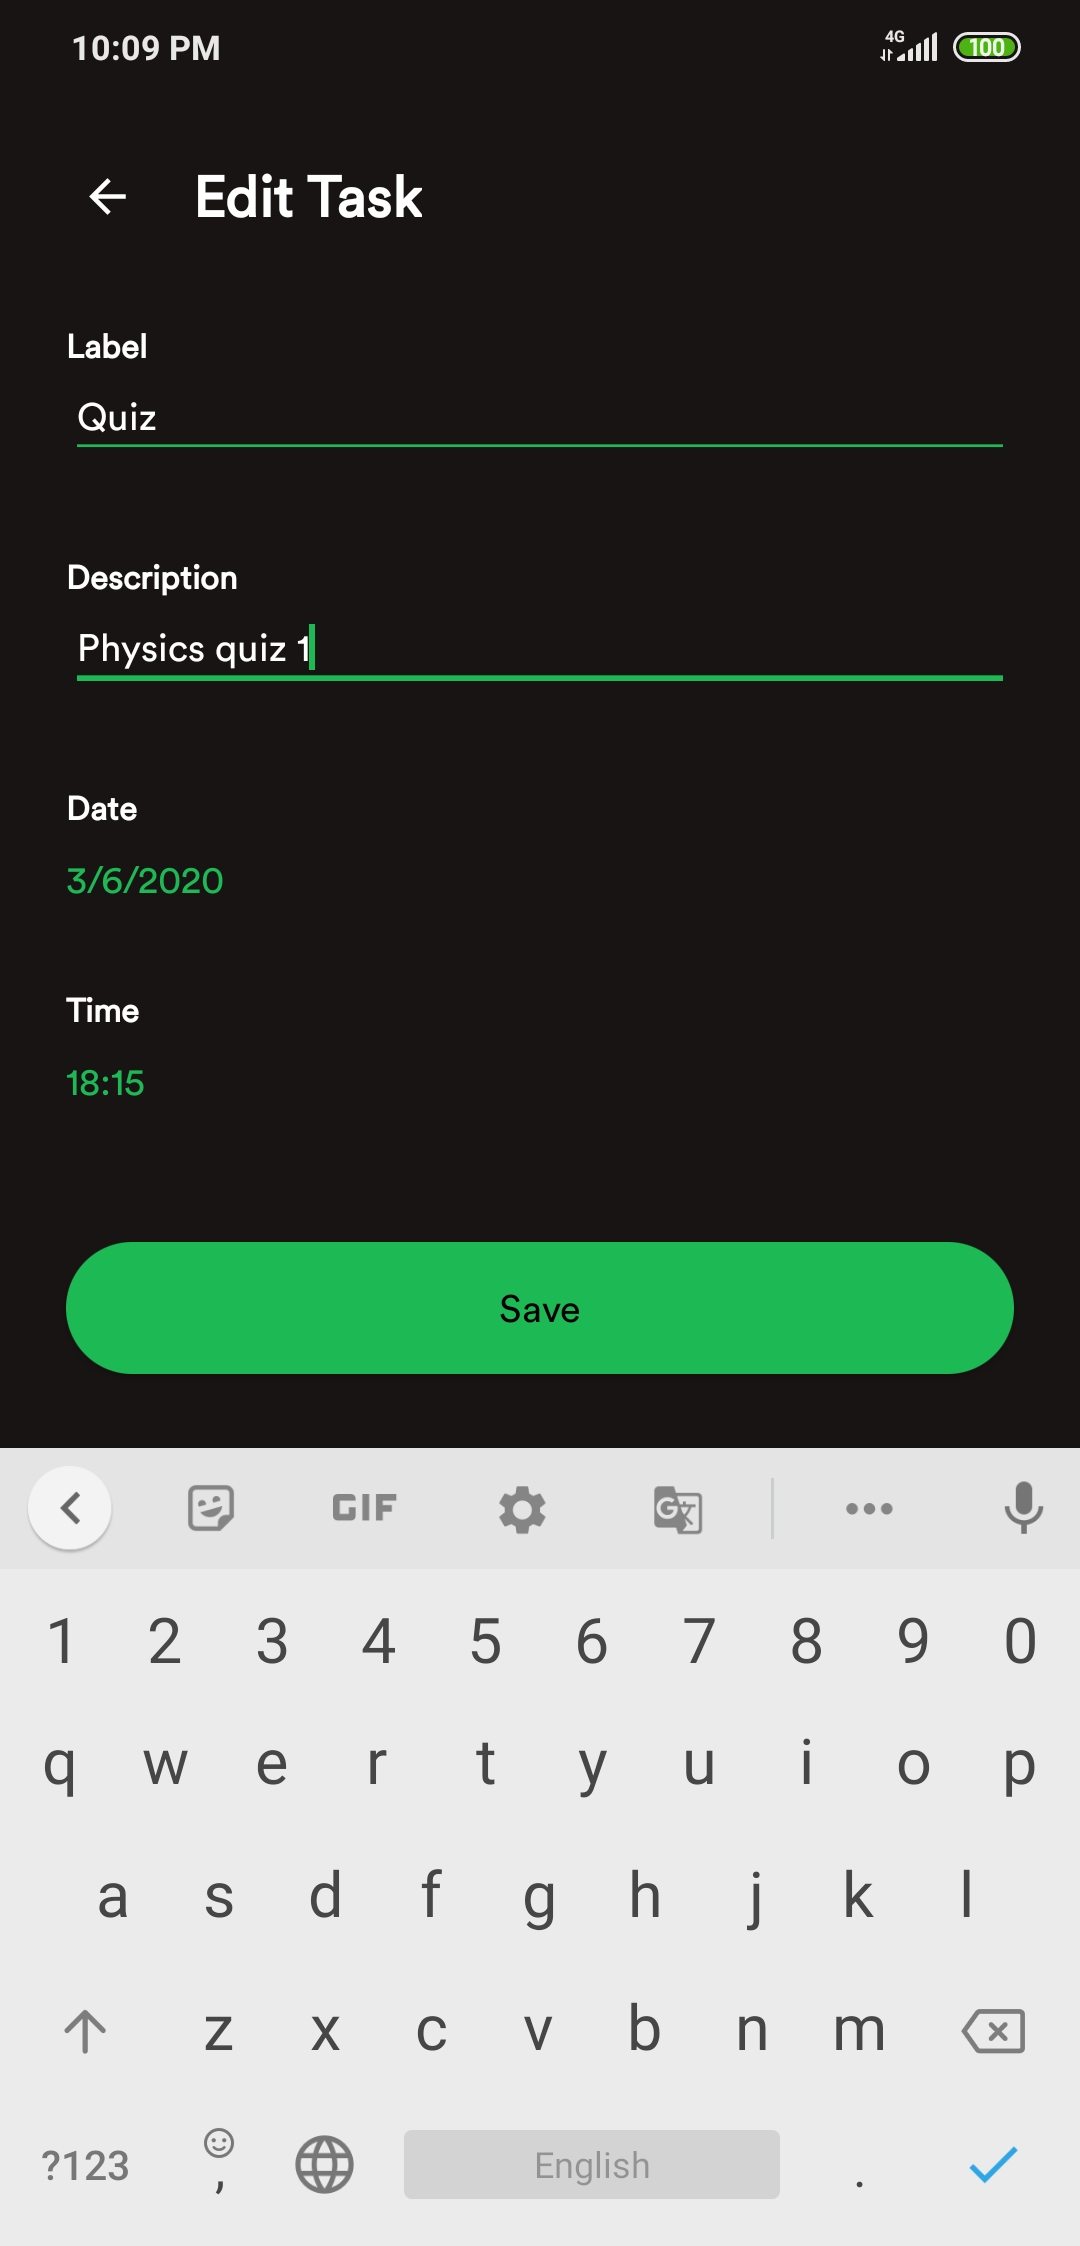 10:09 PM
4G
100
Edit Task
Label
Quiz
Description
Physics quiz 1
Date
3/6/2020
Time
18:15
Save
GIF
G 文
1 2 3 4 5 6 7 8 9 0
q w e r t y u i o p
a s d f g h j k l
z x c v b n m
?123 , English .